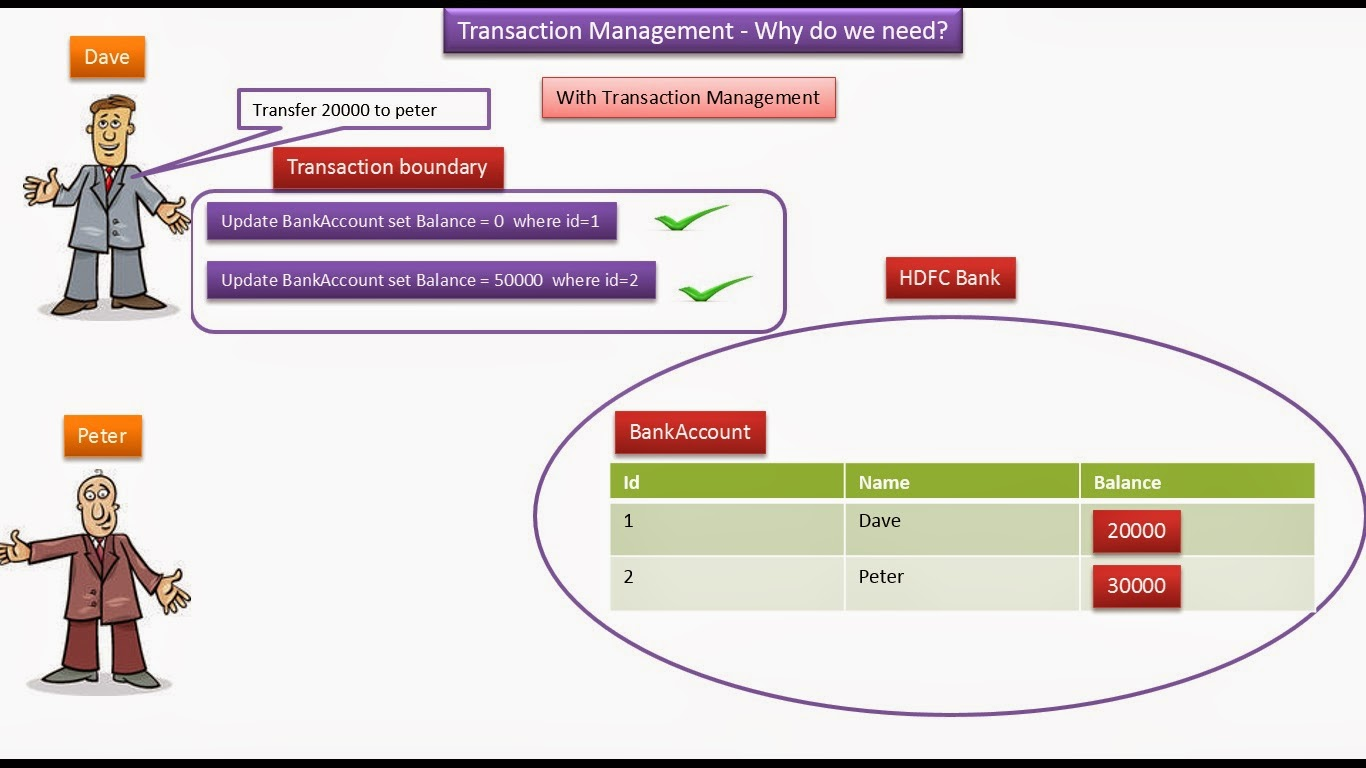 Transaction Management - Why do we need?
Dave
With Transaction Management
Transfer 20000 to peter
Transaction boundary
Update BankAccount set Balance = 0 where id=1
Update BankAccount set Balance = 50000 where id=2
HDFC Bank
Peter
BankAccount
Id Name Balance
1 Dave 20000
2 Peter 30000